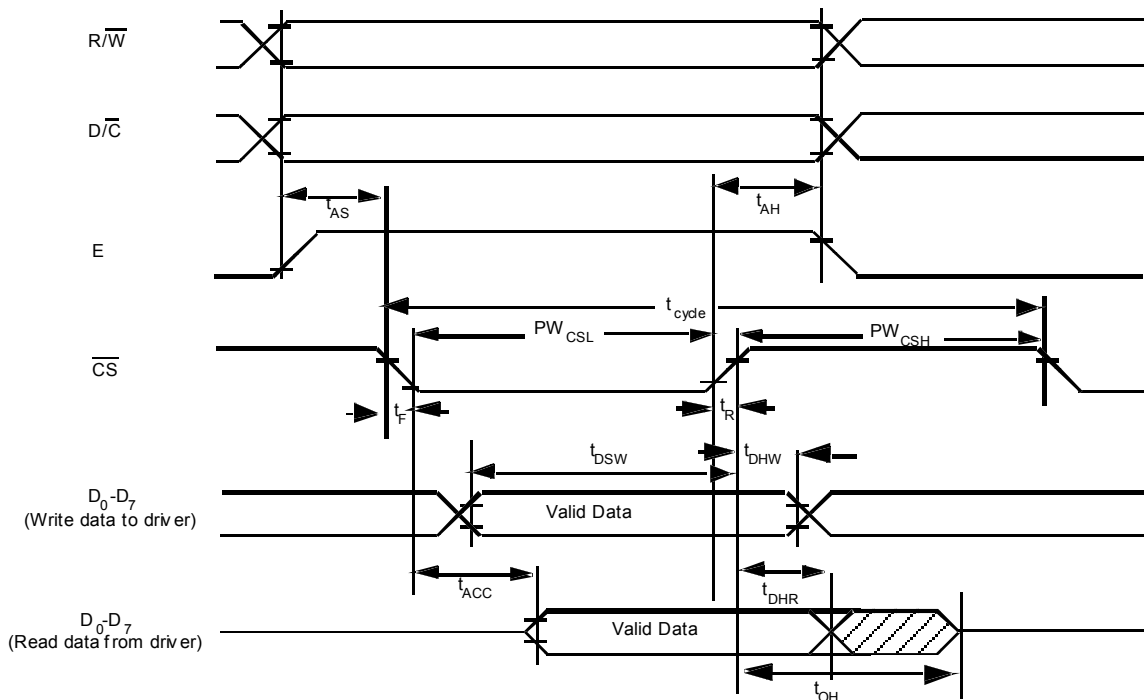 R/W̅
D/C̅
t_AS
t_AH
E
t_cycle
PW_CSL
PW_CSH
C̅S̅
t_F
t_R
t_DSW
t_DHW
D_0-D_7
(Write data to driver)
Valid Data
t_ACC
t_DHR
D_0-D_7
(Read data from driver)
Valid Data
t_OH